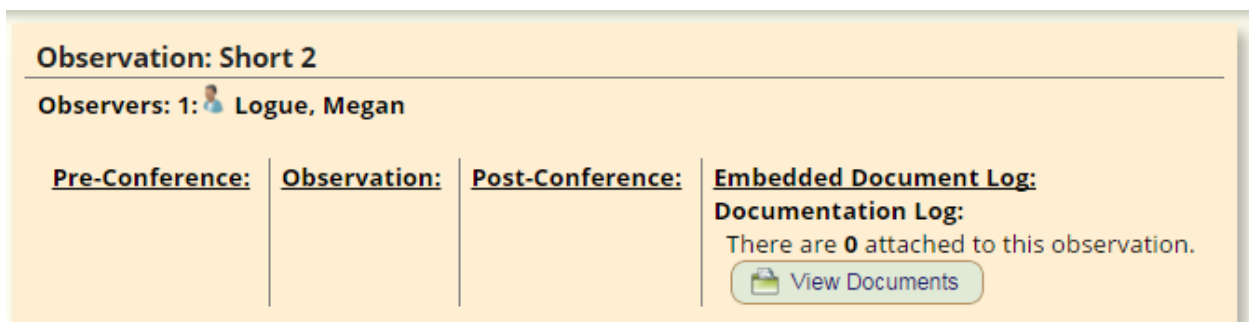 Observation: Short 2
Observers: 1: Logue, Megan
Pre-Conference: Observation: Post-Conference: Embedded Document Log:
Documentation Log:
There are 0 attached to this observation.
View Documents